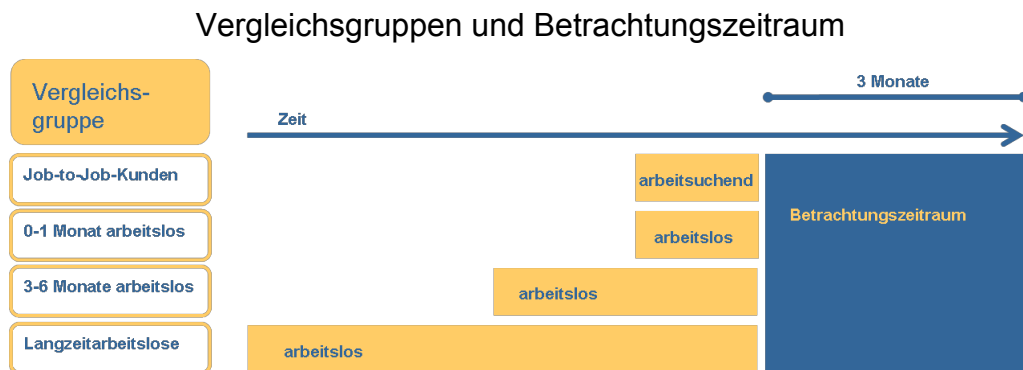 Vergleichsgruppen und Betrachtungszeitraum
Vergleichs-
gruppe
3 Monate
Zeit
Job-to-Job-Kunden
arbeitsuchend
0-1 Monat arbeitslos
arbeitslos
Betrachtungszeitraum
3-6 Monate arbeitslos
arbeitslos
Langzeitarbeitslose
arbeitslos